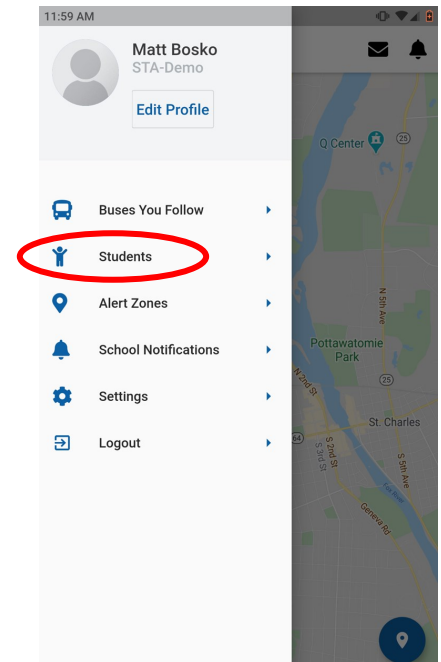 11:59 AM
Matt Bosko
STA-Demo
Edit Profile
Buses You Follow
Students
Alert Zones
School Notifications
Settings
Logout
Q Center
25
N 5th Ave
Pottawatomie
Park
25
N 2nd St
St. Charles
64
S 2nd St
S 3rd St
S 5th Ave
Fox River
Geneva Rd